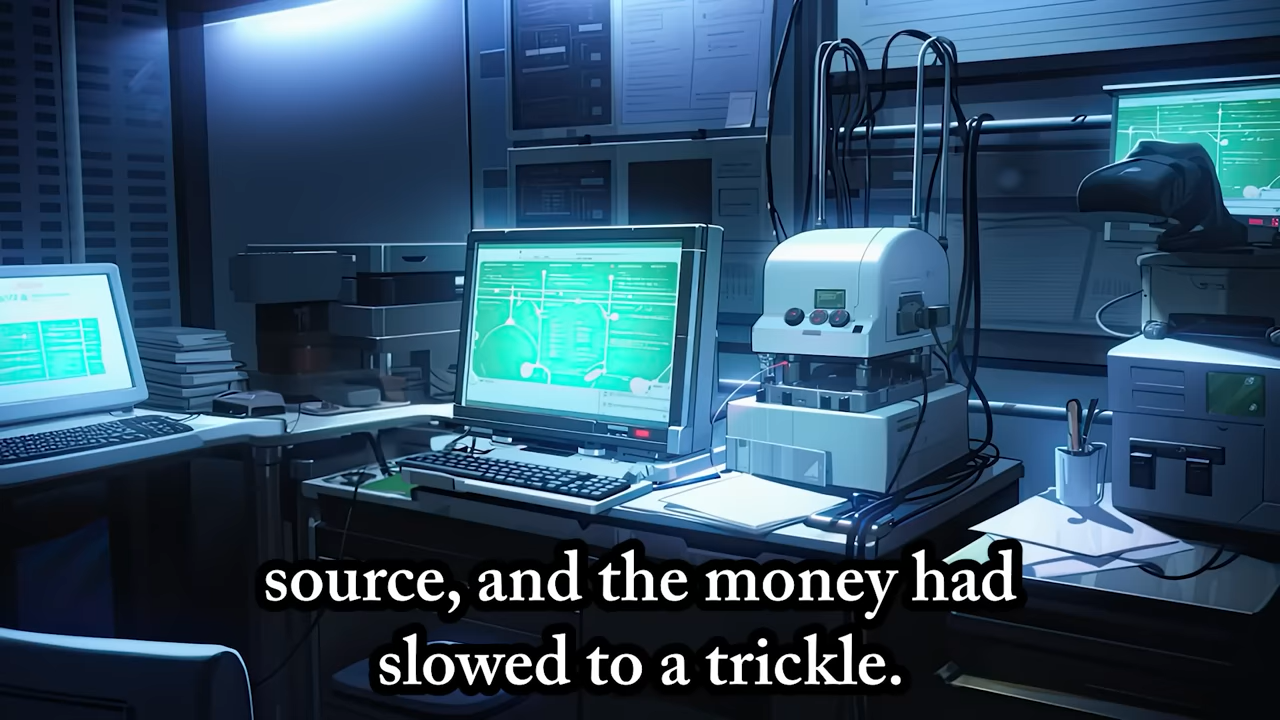 source, and the money had
slowed to a trickle.